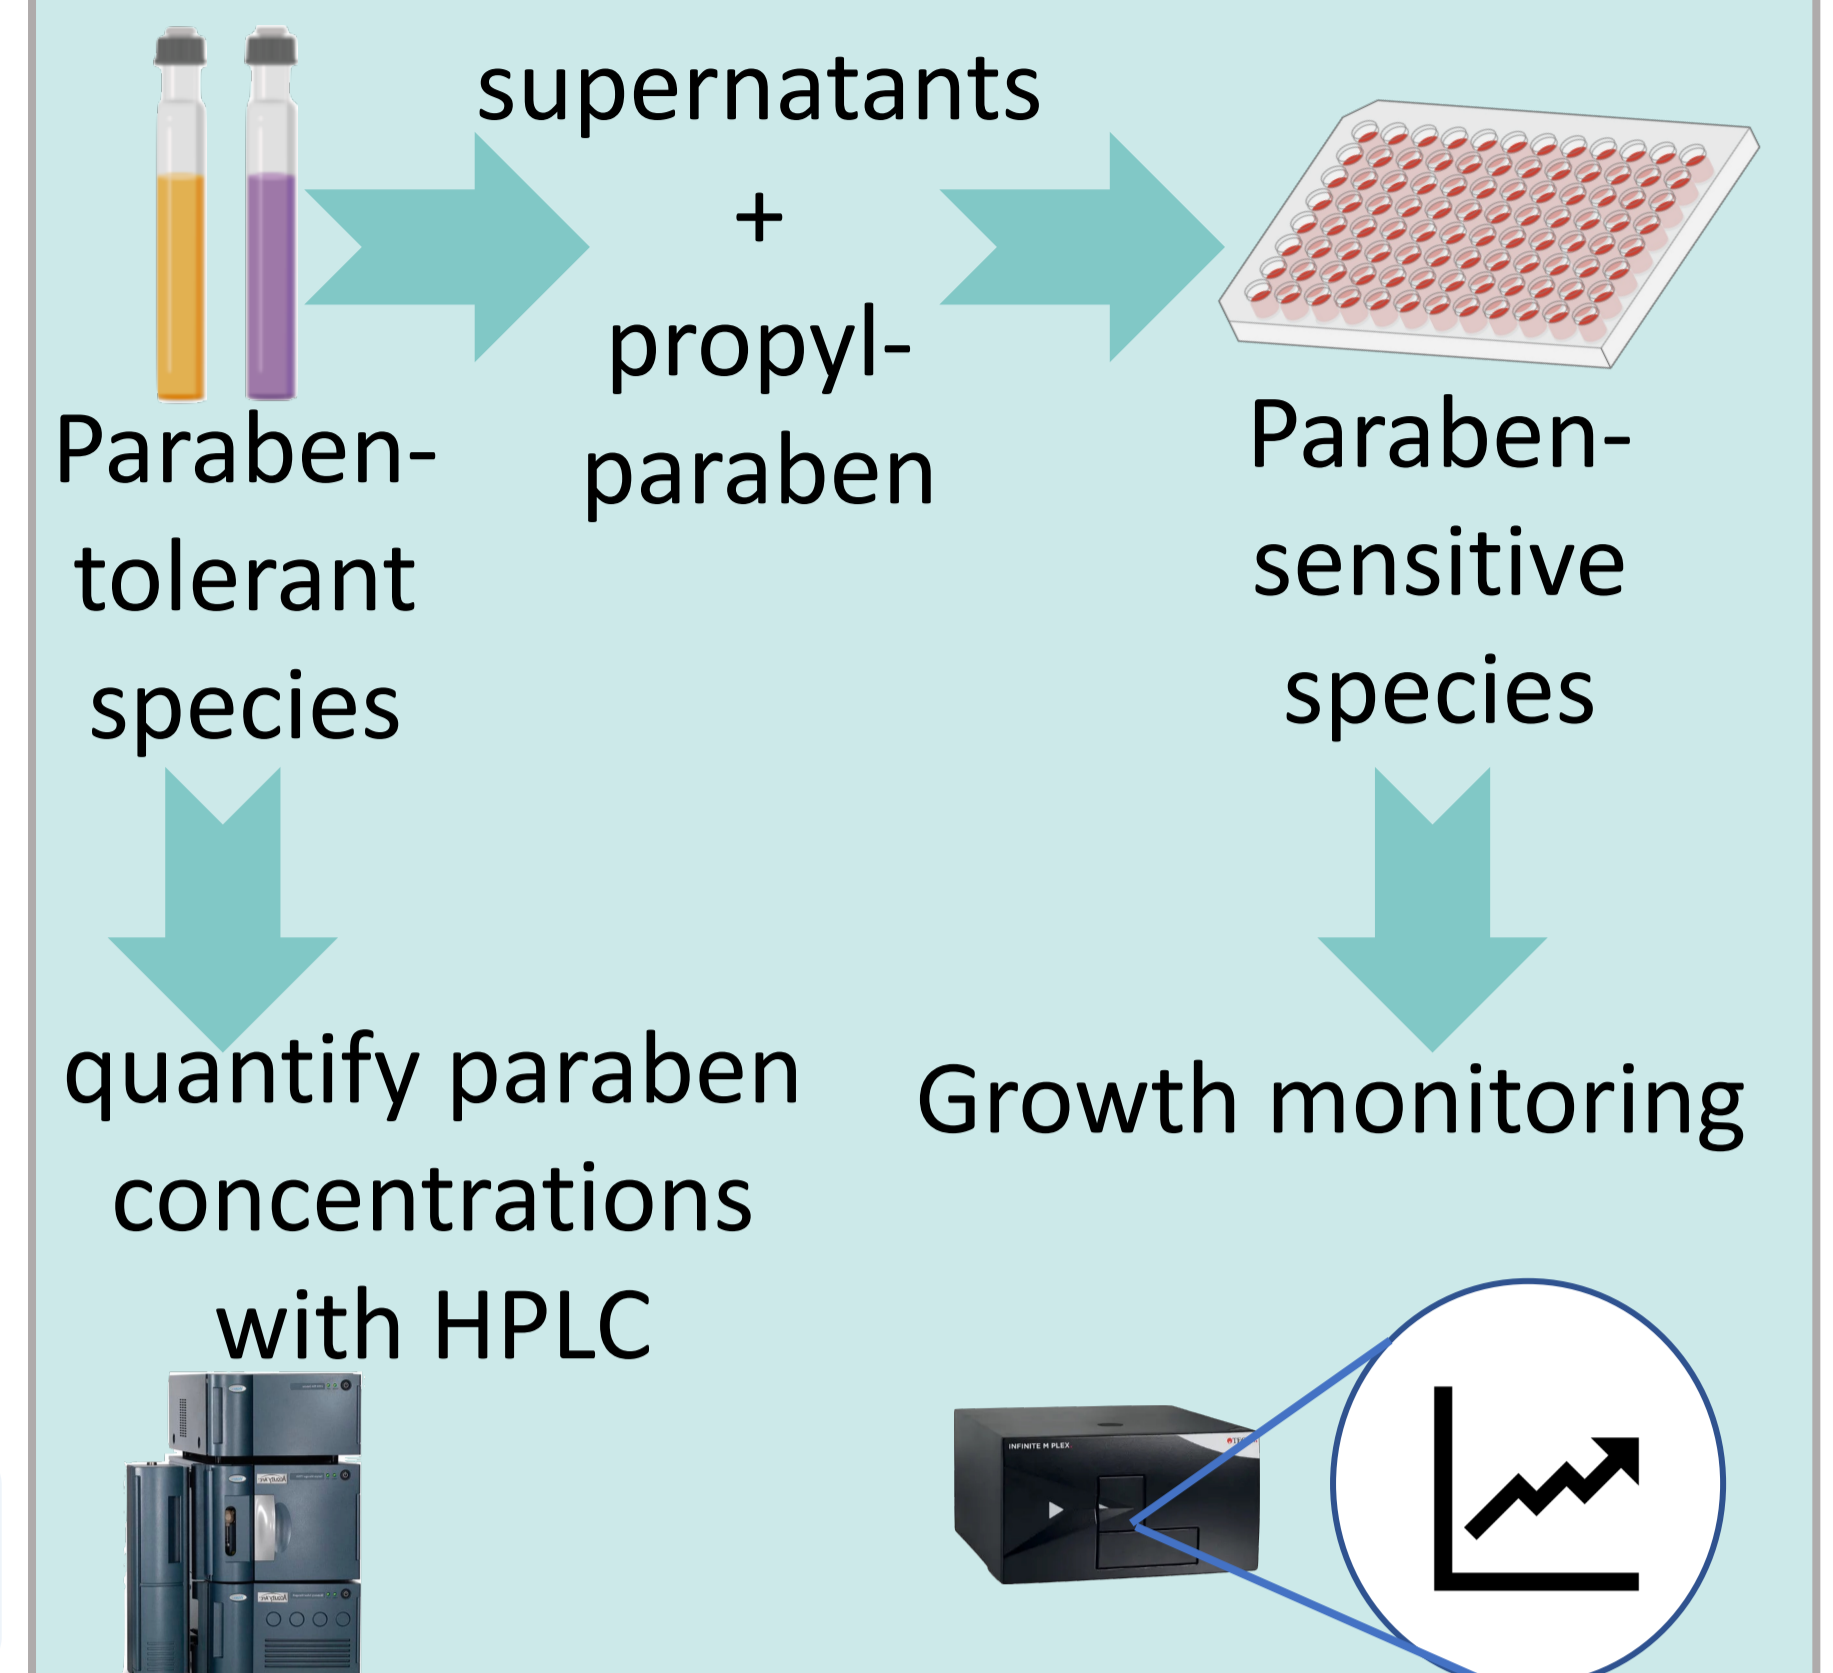 supernatants
+
propyl-
paraben
Paraben-
tolerant
species
Paraben-
sensitive
species
quantify paraben
concentrations
with HPLC
Growth monitoring
INFINITE M PLEX